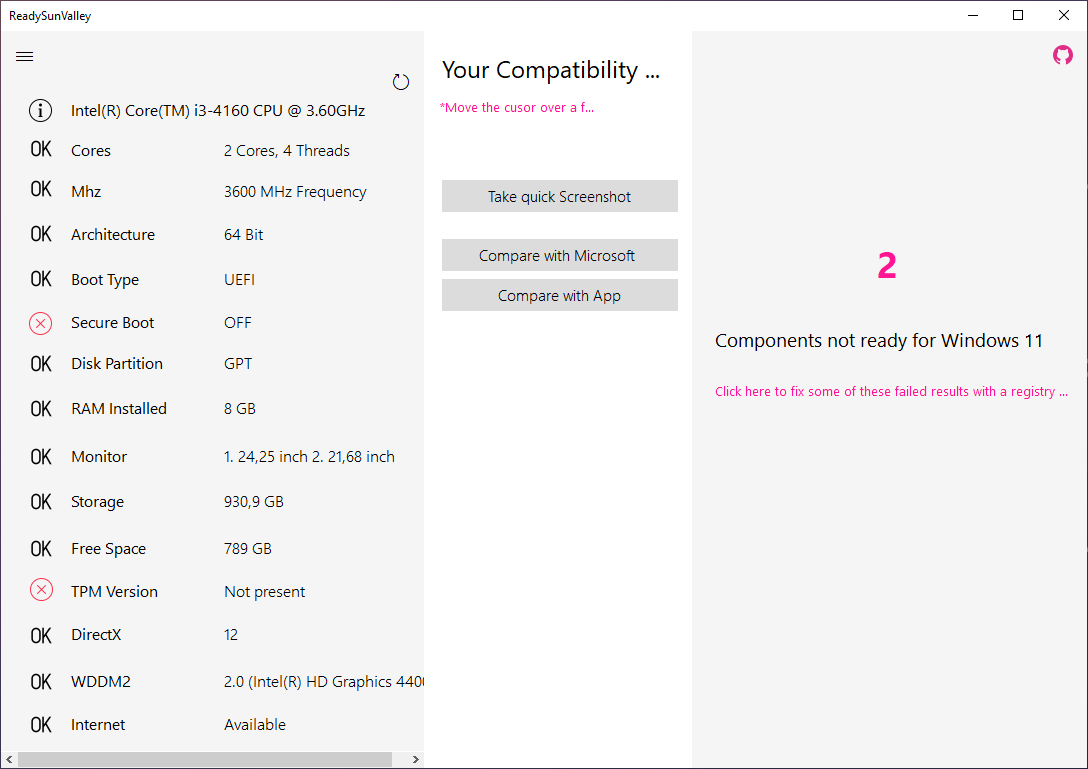 ReadySunValley
Intel(R) Core(TM) i3-4160 CPU @ 3.60GHz
OK Cores 2 Cores, 4 Threads
OK Mhz 3600 MHz Frequency
OK Architecture 64 Bit
OK Boot Type UEFI
Secure Boot OFF
OK Disk Partition GPT
OK RAM Installed 8 GB
OK Monitor 1. 24,25 inch 2. 21,68 inch
OK Storage 930,9 GB
OK Free Space 789 GB
TPM Version Not present
OK DirectX 12
OK WDDM2 2.0 (Intel(R) HD Graphics 4400
OK Internet Available
Your Compatibility ...
*Move the cusor over a f...
Take quick Screenshot
Compare with Microsoft
Compare with App
2
Components not ready for Windows 11
Click here to fix some of these failed results with a registry ...